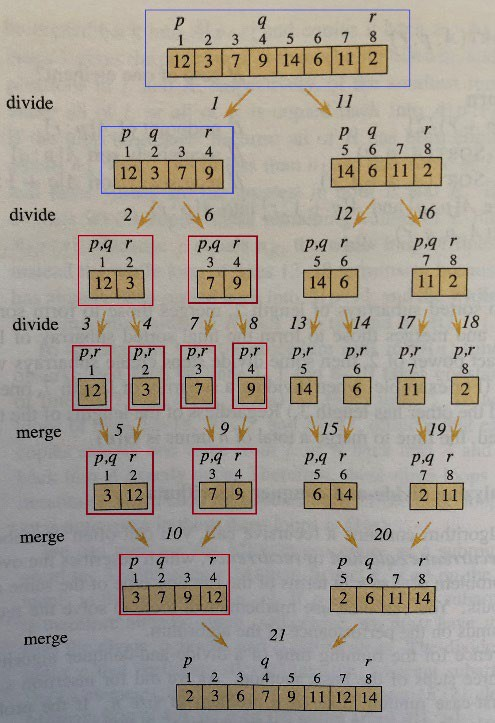 p q r
1 2 3 4 5 6 7 8
12 3 7 9 14 6 11 2
divide 1 11
p q r p q r
1 2 3 4 5 6 7 8
12 3 7 9 14 6 11 2
divide 2 6 12 16
p,q r p,q r p,q r p,q r
1 2 3 4 5 6 7 8
12 3 7 9 14 6 11 2
divide 3 4 7 8 13 14 17 18
p,r p,r p,r p,r p,r p,r p,r p,r
1 2 3 4 5 6 7 8
12 3 7 9 14 6 11 2
merge 5 9 15 19
p,q r p,q r p,q r p,q r
1 2 3 4 5 6 7 8
3 12 7 9 6 14 2 11
merge 10 20
p q r p q r
1 2 3 4 5 6 7 8
3 7 9 12 2 6 11 14
merge 21
p q r
1 2 3 4 5 6 7 8
2 3 6 7 9 11 12 14